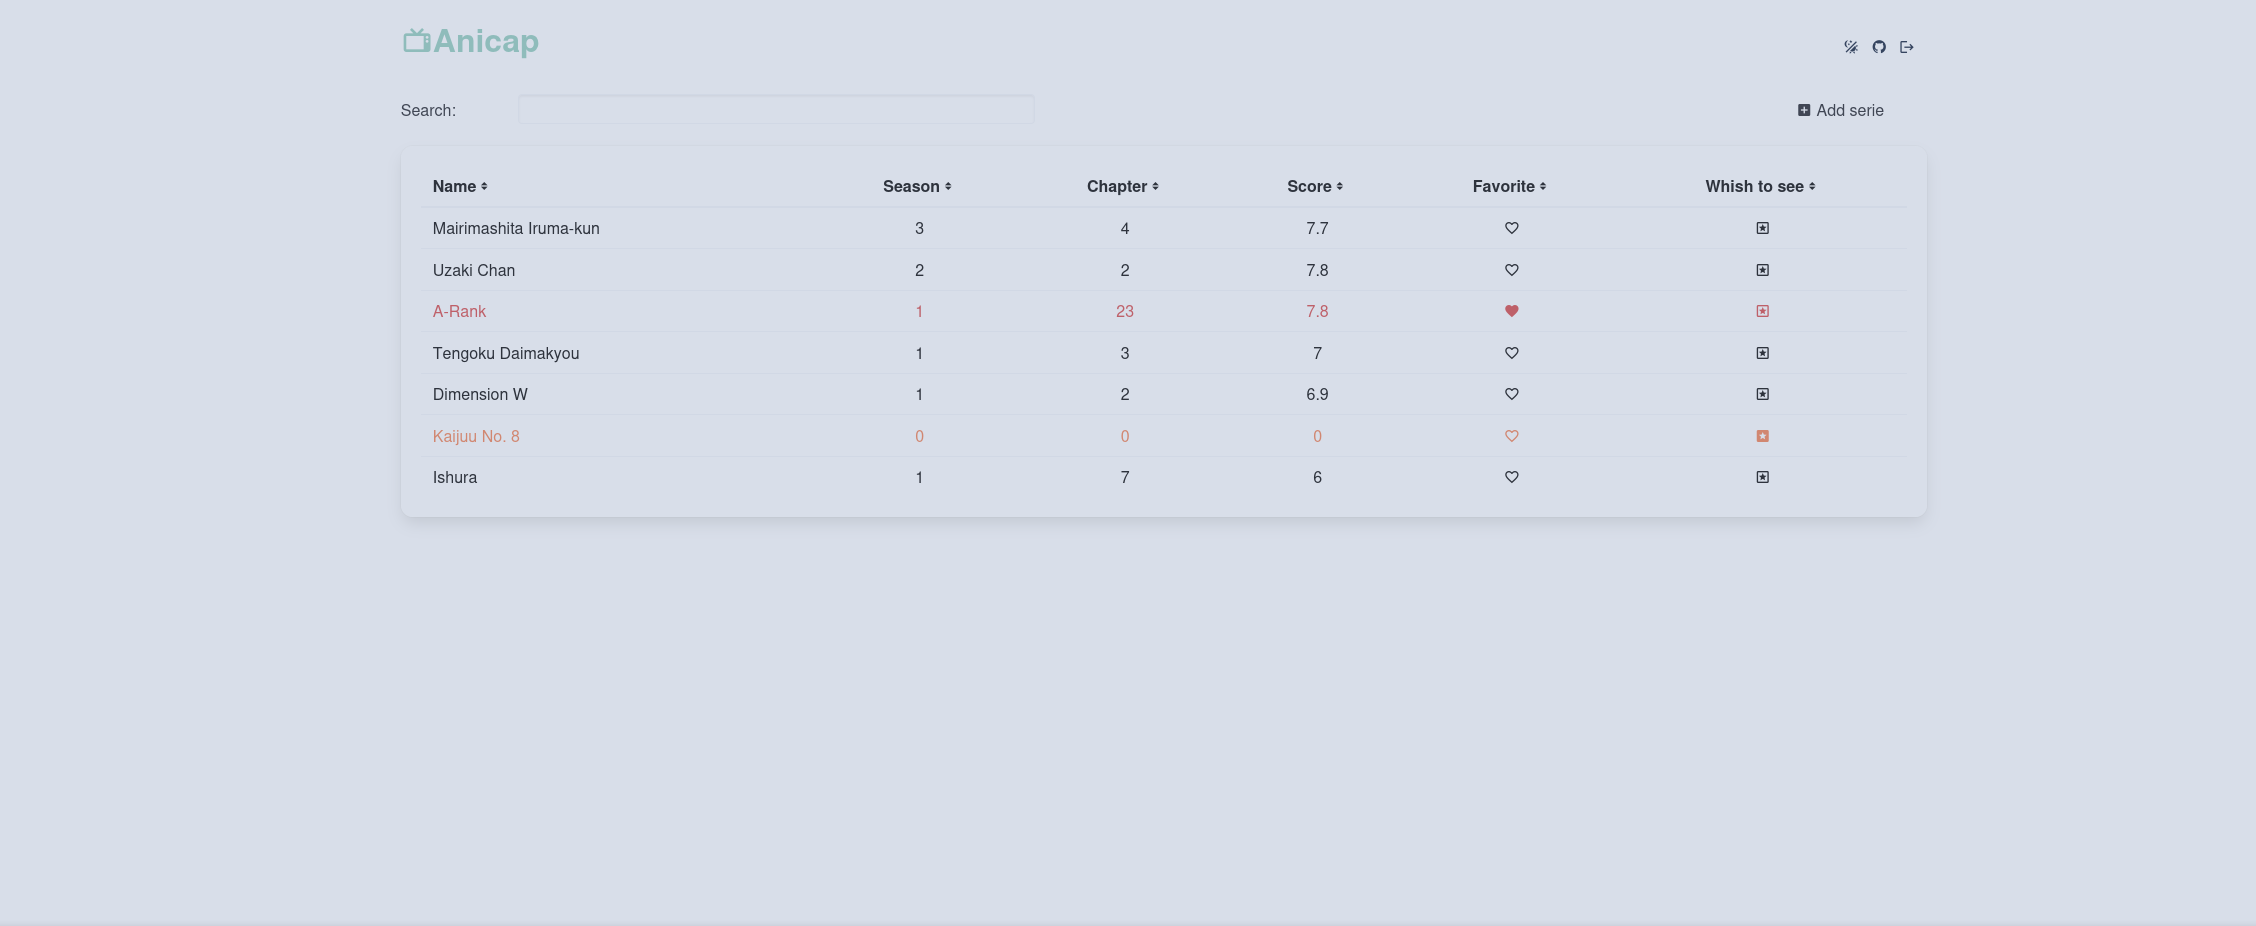 Anicap
Search: Add serie
Name Season Chapter Score Favorite Whish to see
Mairimashita Iruma-kun 3 4 7.7
Uzaki Chan 2 2 7.8
A-Rank 1 23 7.8
Tengoku Daimakyou 1 3 7
Dimension W 1 2 6.9
Kaijuu No. 8 0 0 0
Ishura 1 7 6